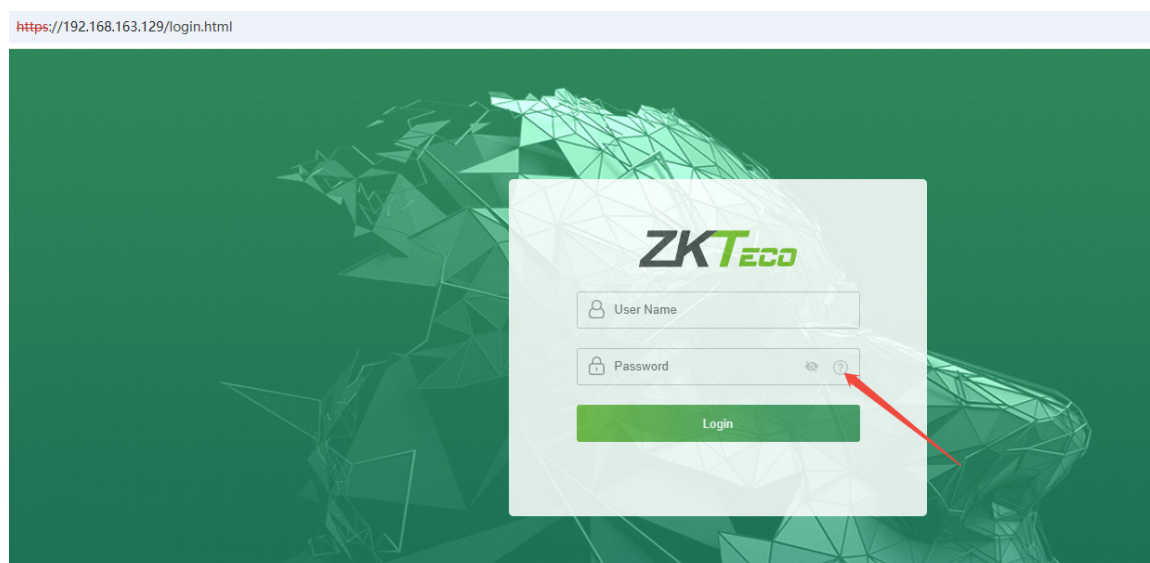 https://192.168.163.129/login.html
ZKTECO
User Name
Password
?
Login